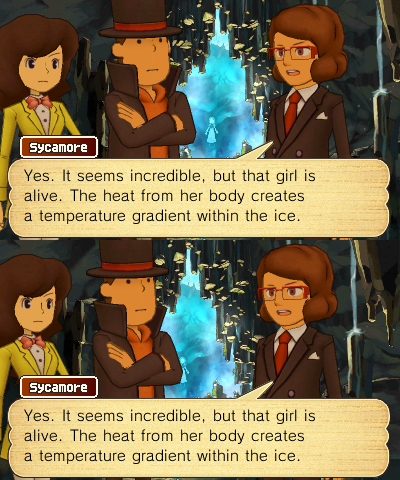 Sycamore
Yes. It seems incredible, but that girl is
alive. The heat from her body creates
a temperature gradient within the ice.
Sycamore
Yes. It seems incredible, but that girl is
alive. The heat from her body creates
a temperature gradient within the ice.